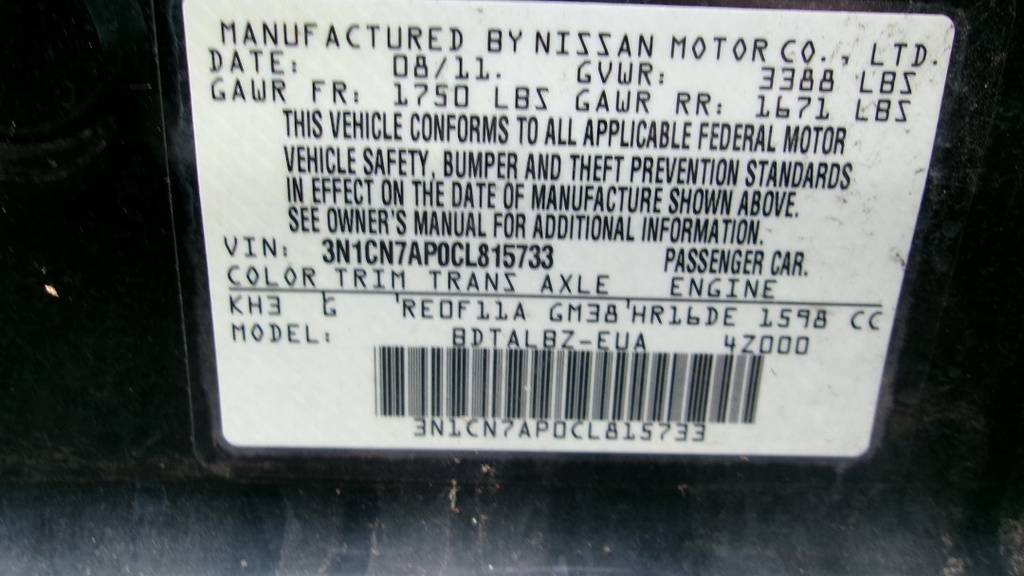 MANUFACTURED BY NISSAN MOTOR CO., LTD.
DATE: 08/11. GVWR: 3388 LBS
GAWR FR: 1750 LBS GAWR RR: 1671 LBS
THIS VEHICLE CONFORMS TO ALL APPLICABLE FEDERAL MOTOR
VEHICLE SAFETY, BUMPER AND THEFT PREVENTION STANDARDS
IN EFFECT ON THE DATE OF MANUFACTURE SHOWN ABOVE.
SEE OWNER'S MANUAL FOR ADDITIONAL INFORMATION.
VIN: 3N1CN7AP0CL815733 PASSENGER CAR.
COLOR TRIM TRANS AXLE ENGINE
KH3 G RE0F11A GM38 HR16DE 1598 CC
MODEL: BDTALBZ-EUA 4Z000
3N1CN7AP0CL815733